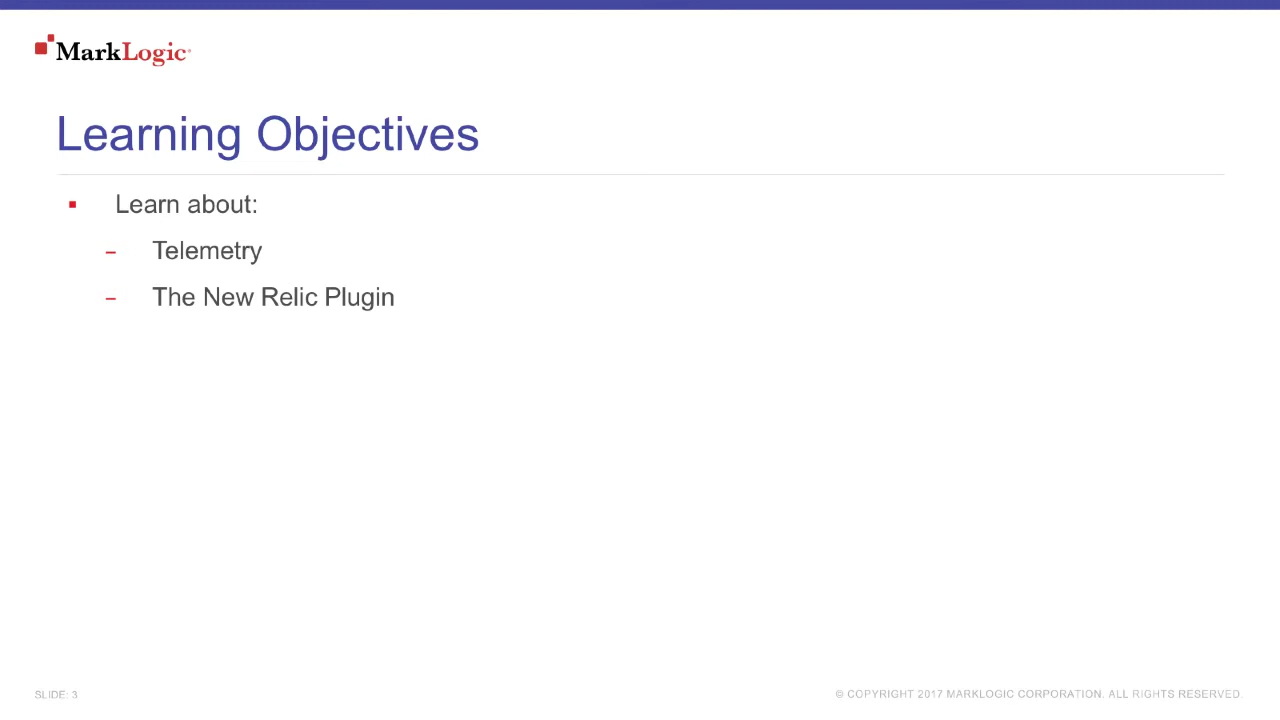 MarkLogic
Learning Objectives
▪ Learn about:
– Telemetry
– The New Relic Plugin
SLIDE: 3
© COPYRIGHT 2017 MARKLOGIC CORPORATION. ALL RIGHTS RESERVED.